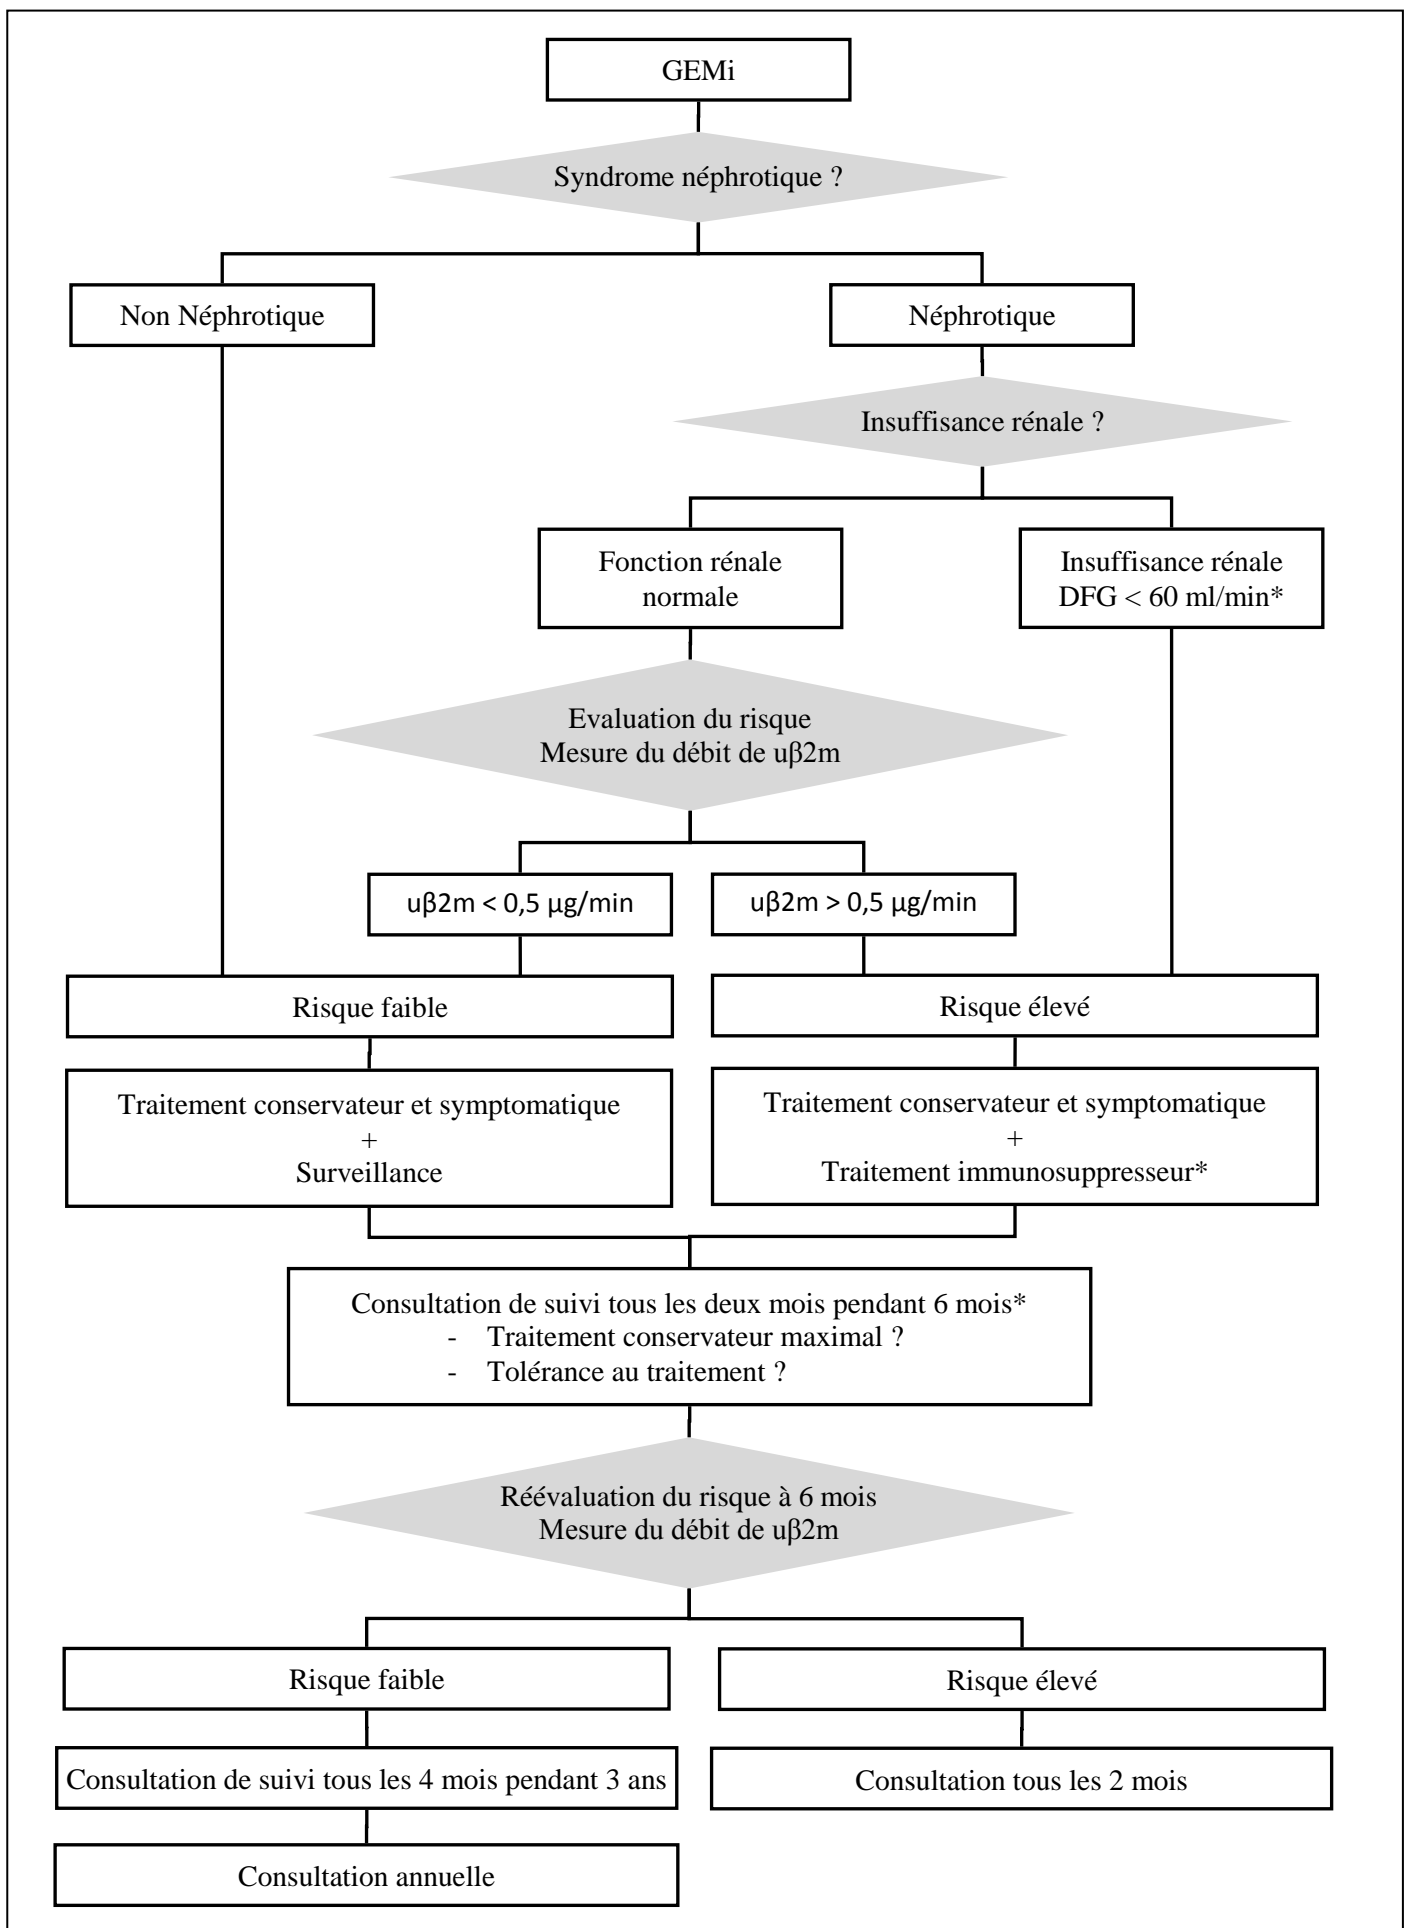 GEMi
Syndrome néphrotique ?
Non Néphrotique
Néphrotique
Insuffisance rénale ?
Fonction rénale
normale
Insuffisance rénale
DFG < 60 ml/min*
Evaluation du risque
Mesure du débit de uβ2m
uβ2m < 0,5 µg/min
uβ2m > 0,5 µg/min
Risque faible
Risque élevé
Traitement conservateur et symptomatique
+
Surveillance
Traitement conservateur et symptomatique
+
Traitement immunosuppresseur*
Consultation de suivi tous les deux mois pendant 6 mois*
- Traitement conservateur maximal ?
- Tolérance au traitement ?
Réévaluation du risque à 6 mois
Mesure du débit de uβ2m
Risque faible
Risque élevé
Consultation de suivi tous les 4 mois pendant 3 ans
Consultation tous les 2 mois
Consultation annuelle